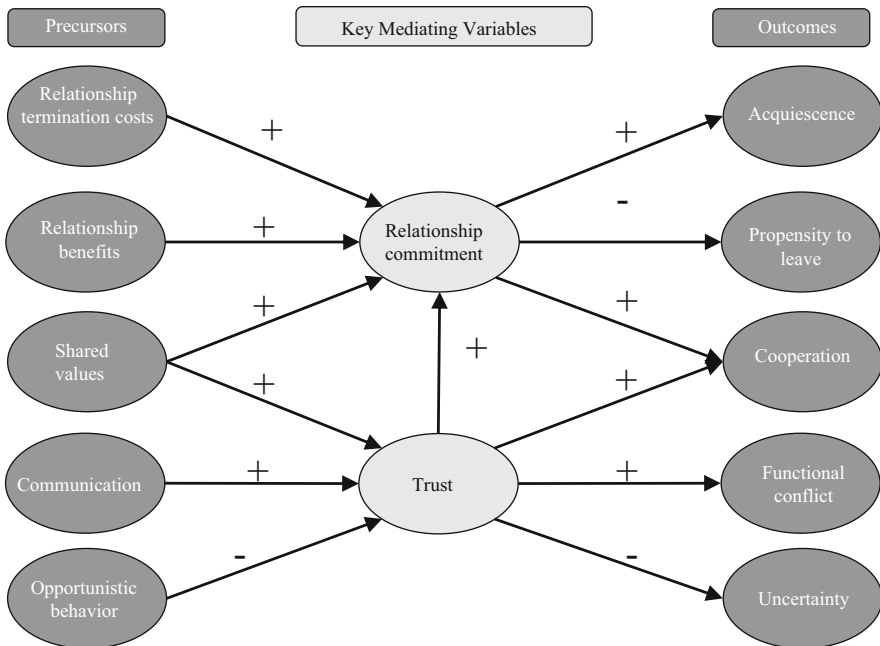 Precursors
Key Mediating Variables
Outcomes
Relationship
termination costs
+
+
Acquiescence
Relationship
benefits
+
Relationship
commitment
-
Propensity to
leave
Shared
values
+
+
+
+
+
Cooperation
Communication
+
Trust
+
Functional
conflict
Opportunistic
behavior
-
-
Uncertainty